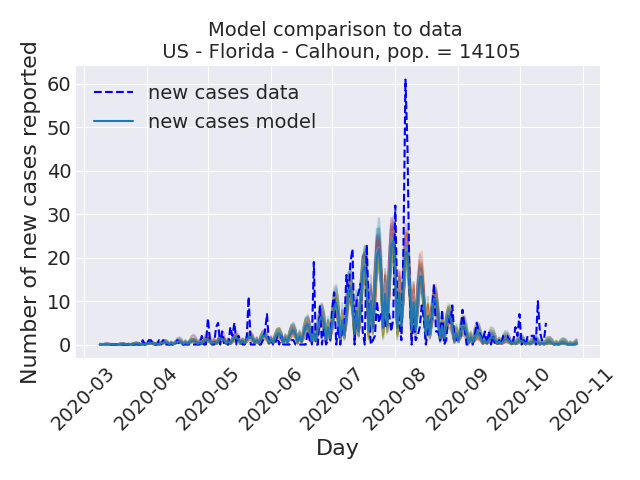 Model comparison to data
US - Florida - Calhoun, pop. = 14105
Number of new cases reported
60
50
40
30
20
10
0
new cases data
new cases model
2020-03
2020-04
2020-05
2020-06
2020-07
2020-08
2020-09
2020-10
2020-11
Day